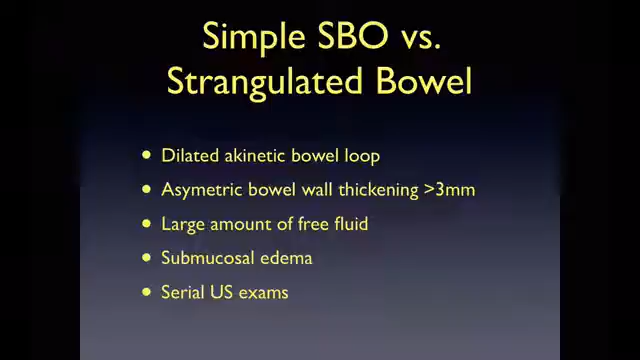 Simple SBO vs.
Strangulated Bowel
• Dilated akinetic bowel loop
• Asymetric bowel wall thickening >3mm
• Large amount of free fluid
• Submucosal edema
• Serial US exams